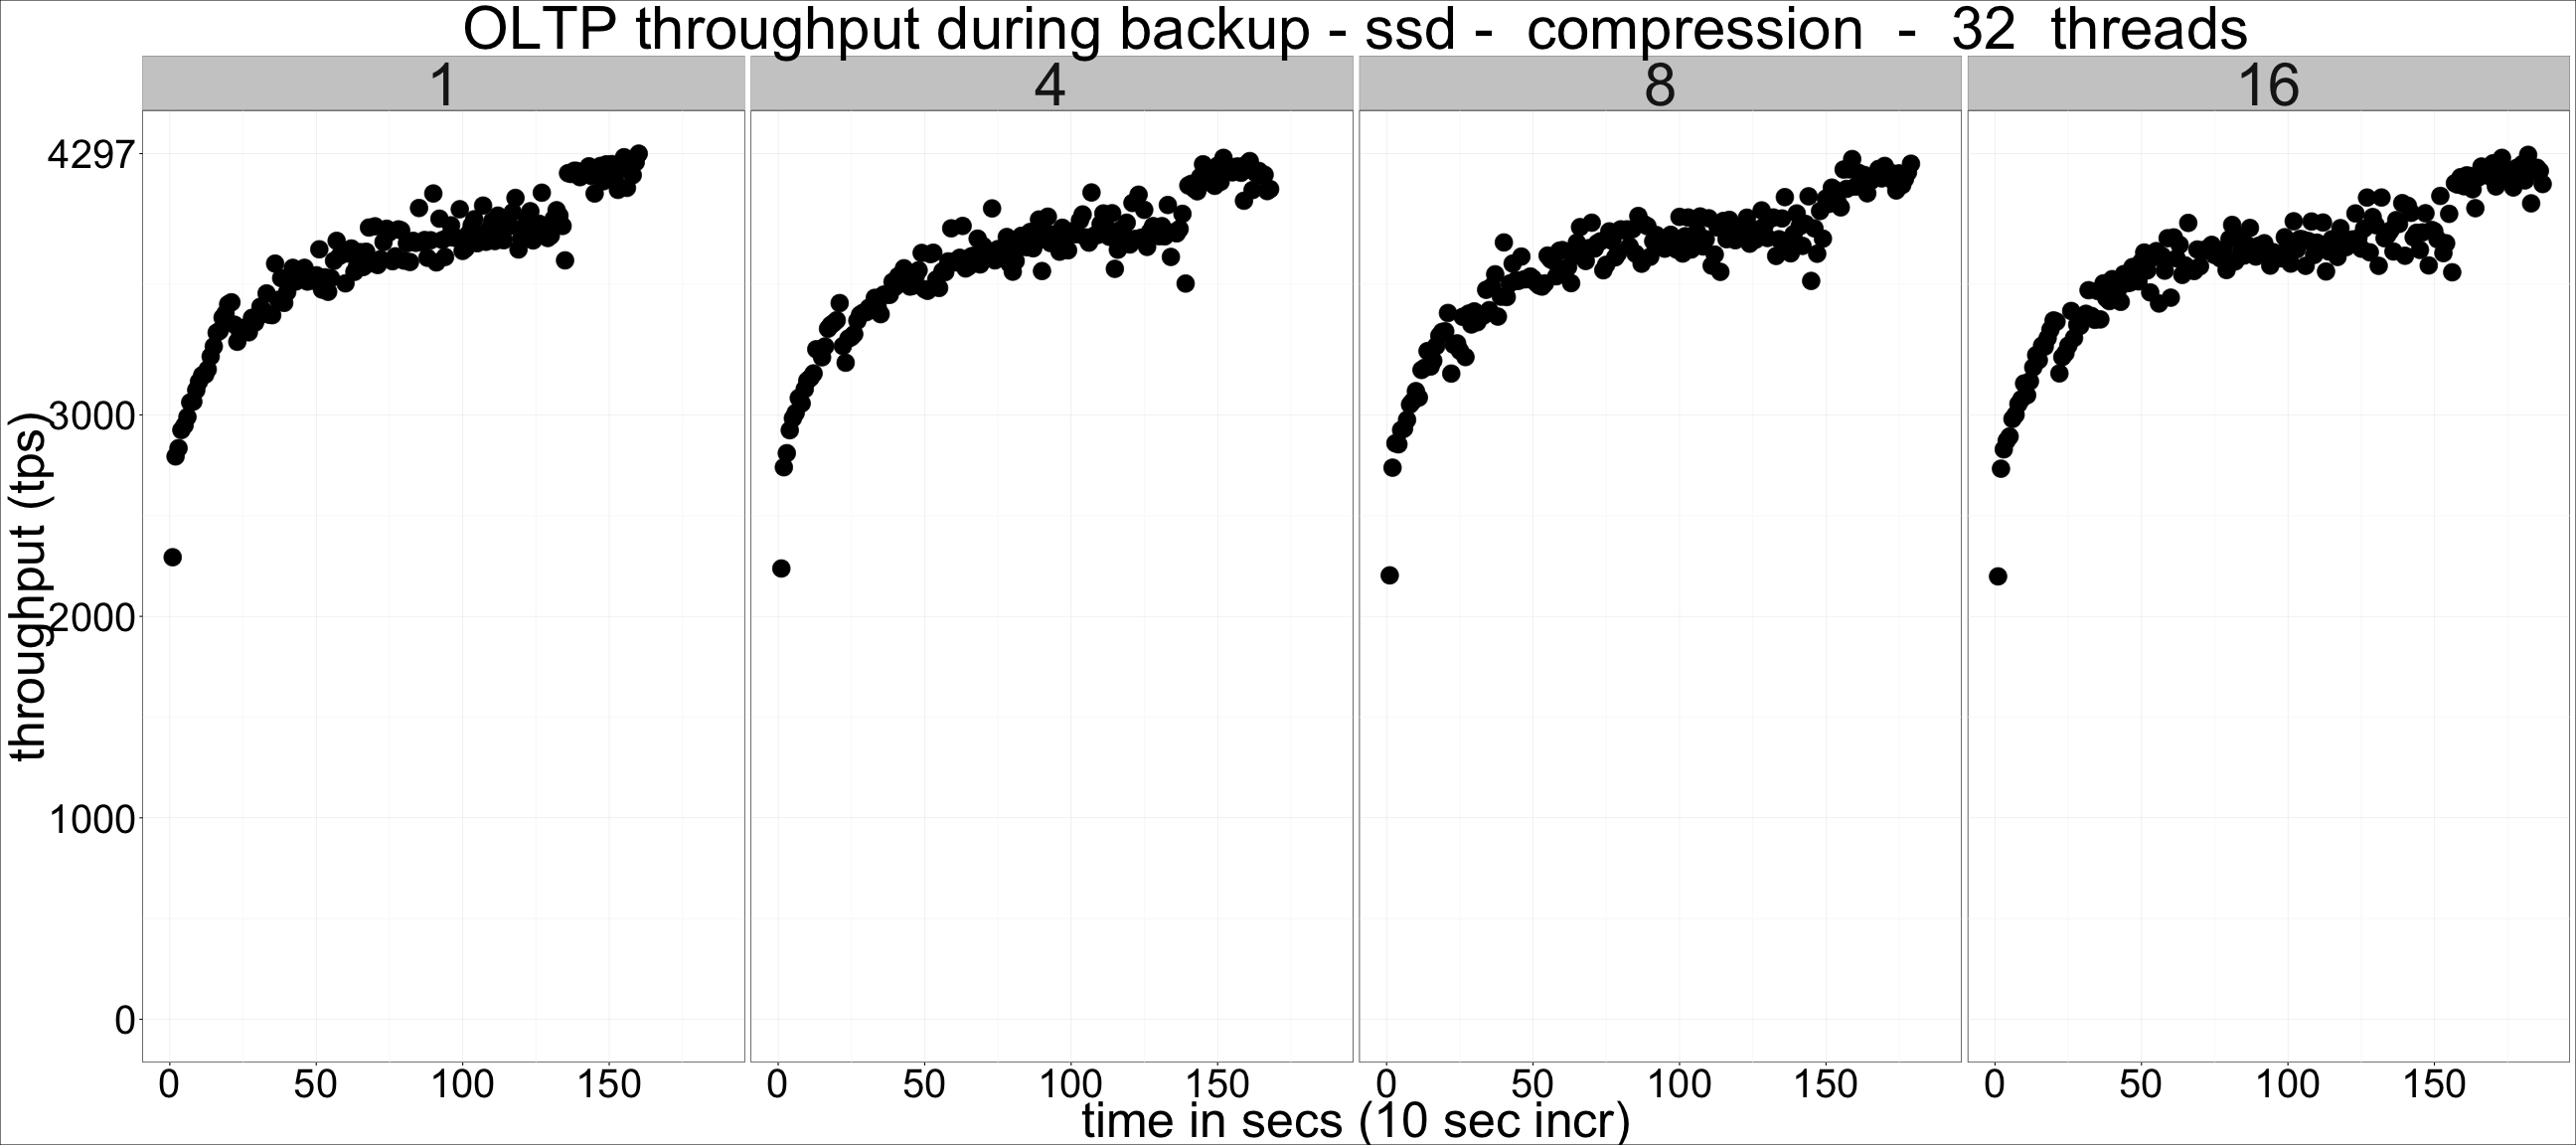 OLTP throughput during backup - ssd - compression - 32 threads
1 4 8 16
throughput (tps)
4297
3000
2000
1000
0
0 50 100 150 0 50 100 150 0 50 100 150 0 50 100 150
time in secs (10 sec incr)